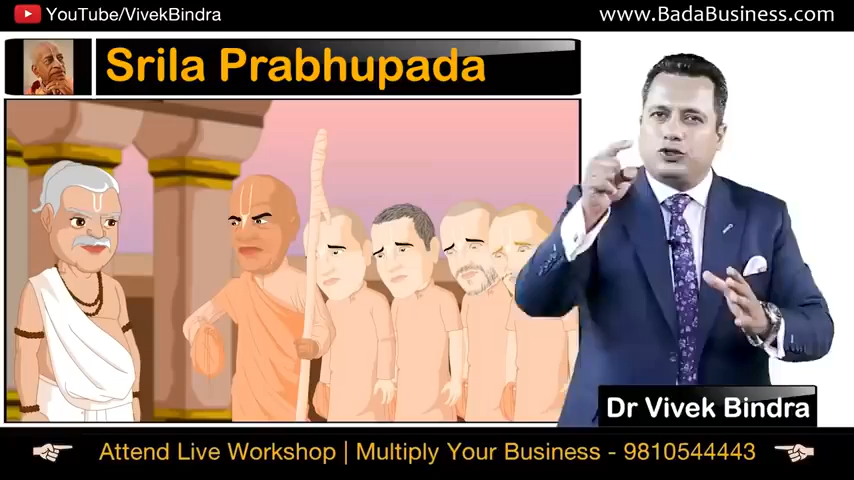 YouTube/VivekBindra
www.BadaBusiness.com
Srila Prabhupada
Dr Vivek Bindra
Attend Live Workshop | Multiply Your Business - 9810544443